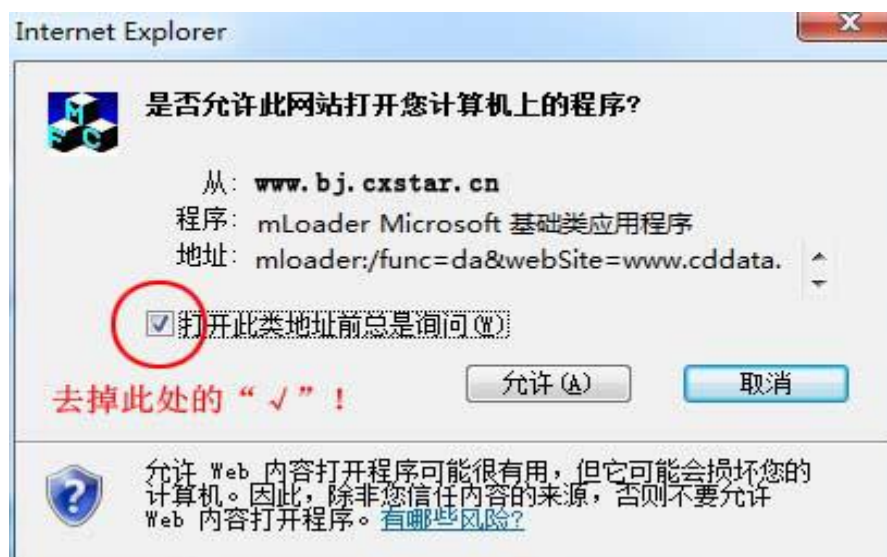 Internet Explorer
MFC
是否允许此网站打开您计算机上的程序?
从: www.bj.cxstar.cn
程序: mLoader Microsoft 基础类应用程序
地址: mloader:/func=da&webSite=www.cddata.
打开此类地址前总是询问(W)
去掉此处的“√”！
允许(A)
取消
允许 Web 内容打开程序可能很有用，但它可能会损坏您的
计算机。因此，除非您信任内容的来源，否则不要允许
Web 内容打开程序。有哪些风险?